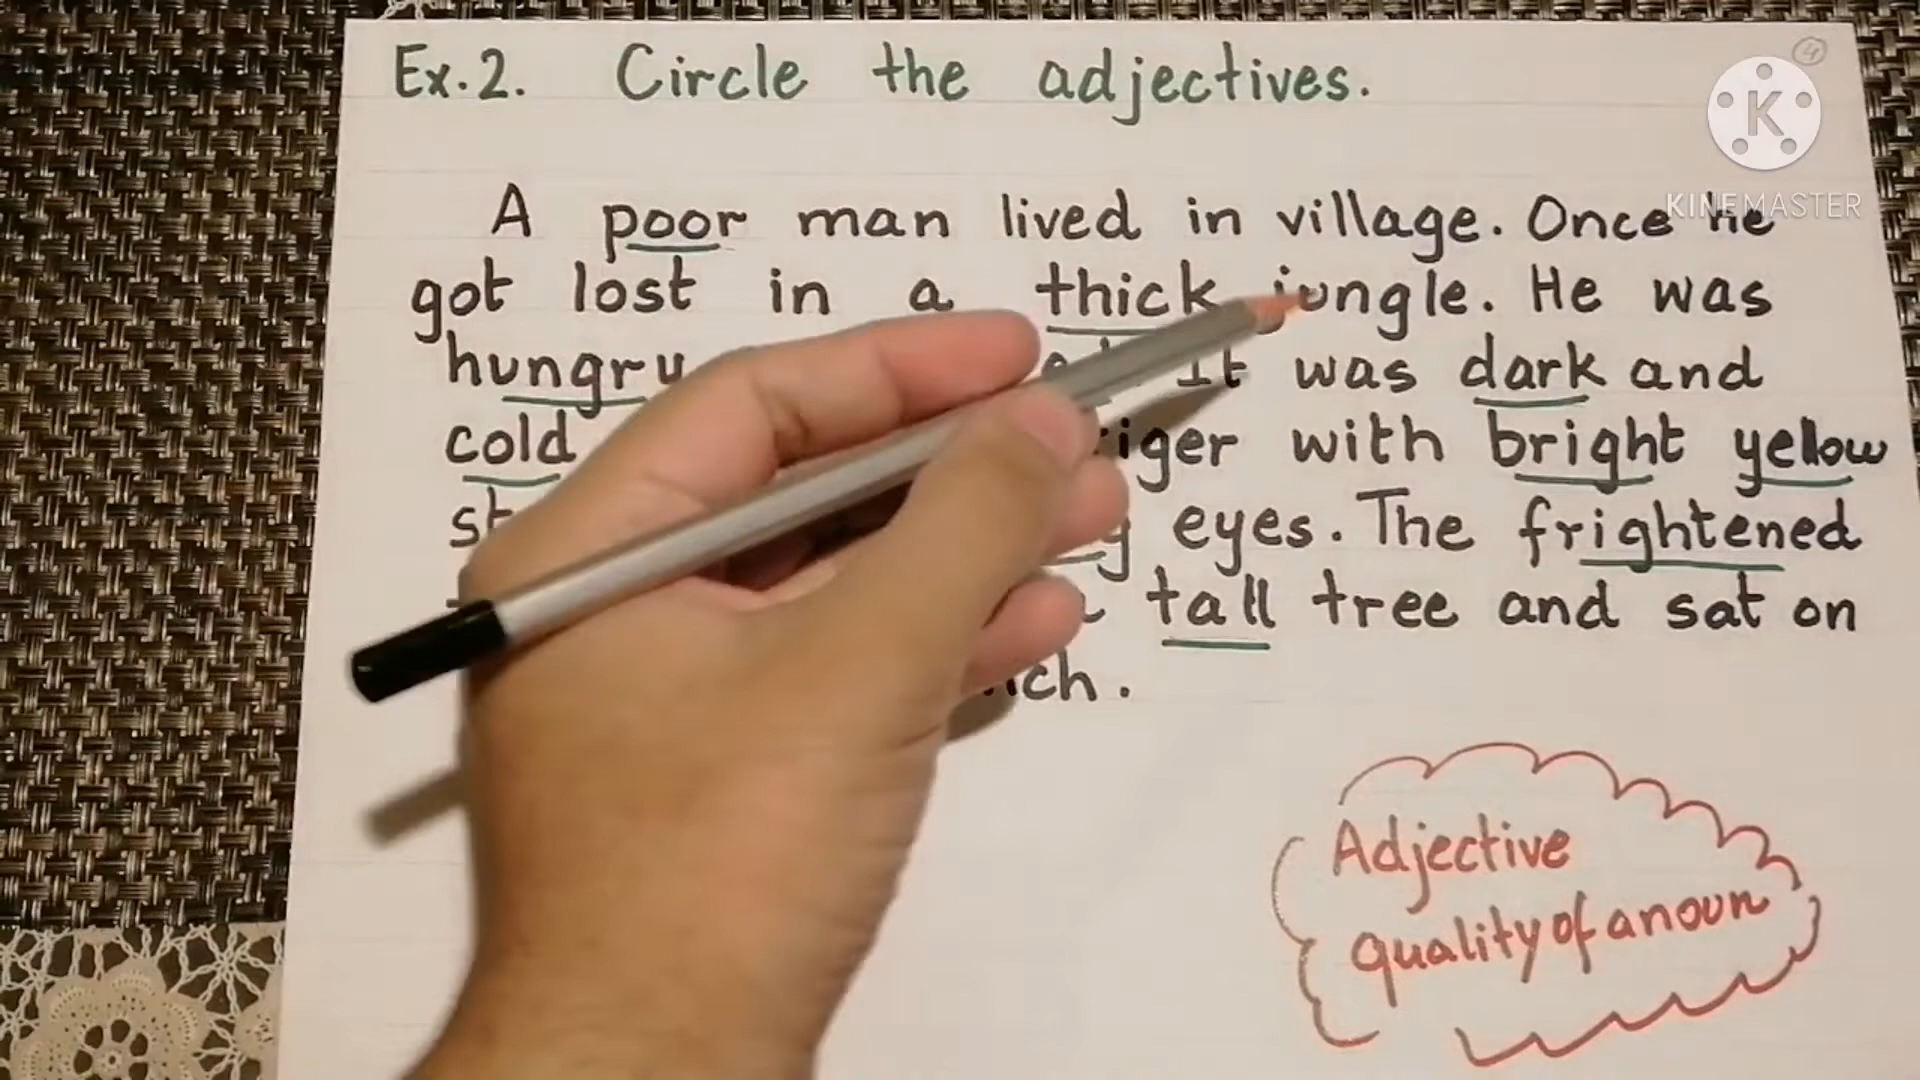 Ex.2. Circle the adjectives.
4
K
KINEMASTER
A poor man lived in village. Once he
got lost in a thick jungle. He was
hungry It was dark and
cold with bright yellow
eyes. The frightened
tall tree and sat on
Adjective
quality of a noun